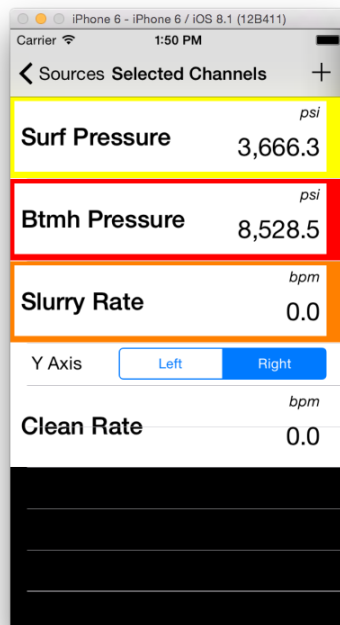 iPhone 6 - iPhone 6 / iOS 8.1 (12B411)
Carrier 1:50 PM
Sources Selected Channels +
psi
Surf Pressure
3,666.3
psi
Btmh Pressure
8,528.5
bpm
Slurry Rate
0.0
Y Axis Left Right
bpm
Clean Rate
0.0